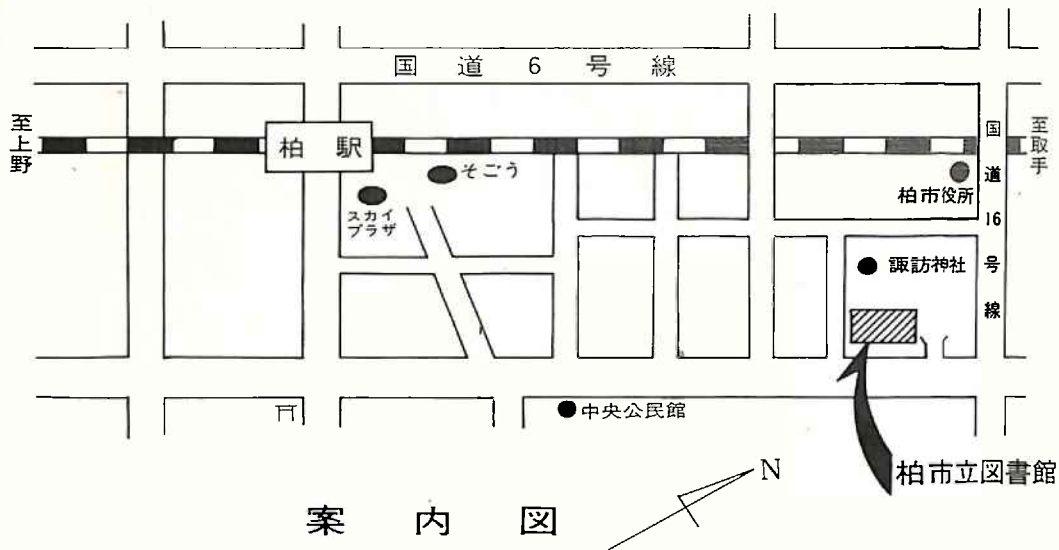 国道6号線
至上野
柏駅
そごう
スカイ
プラザ
国道16号線
至取手
柏市役所
諏訪神社
中央公民館
柏市立図書館
N
案内図